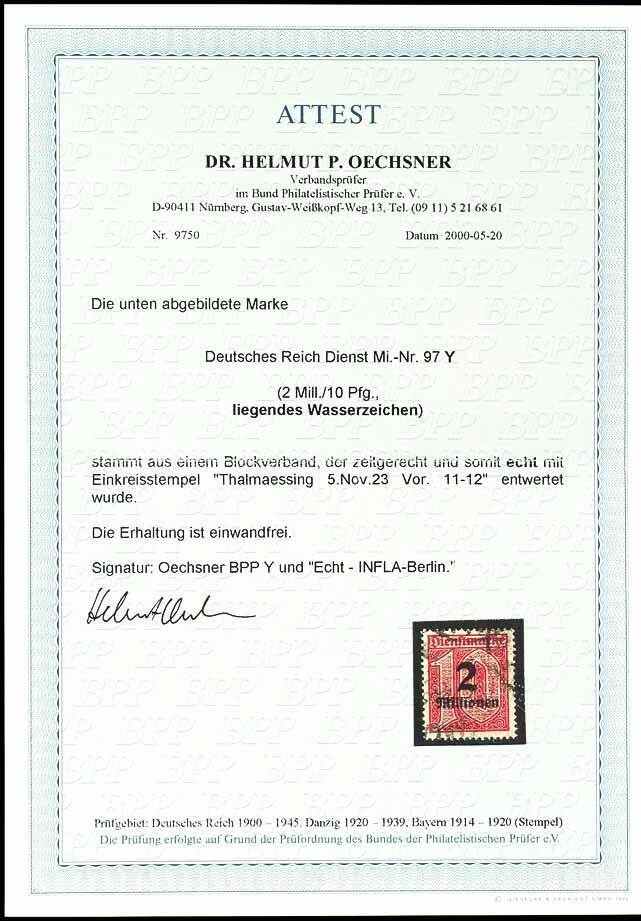 ATTEST
DR. HELMUT P. OECHSNER
Verbandsprüfer
im Bund Philatelistischer Prüfer e. V.
D-90411 Nürnberg, Gustav-Weißkopf-Weg 13, Tel. (09 11) 5 21 68 61
Nr. 9750 Datum 2000-05-20
Die unten abgebildete Marke
Deutsches Reich Dienst Mi.-Nr. 97 Y
(2 Mill./10 Pfg.,
liegendes Wasserzeichen)
stammt aus einem Blockverband, der zeitgerecht und somit echt mit
Einkreisstempel "Thalmaessing 5.Nov.23 Vor. 11-12" entwertet
wurde.
Die Erhaltung ist einwandfrei.
Signatur: Oechsner BPP Y und "Echt - INFLA-Berlin."
Dienstmarke
10
2
Millionen
Prüfgebiet: Deutsches Reich 1900 – 1945, Danzig 1920 – 1939, Bayern 1914 – 1920 (Stempel)
Die Prüfung erfolgte auf Grund der Prüfordnung des Bundes der Philatelistischen Prüfer e.V.